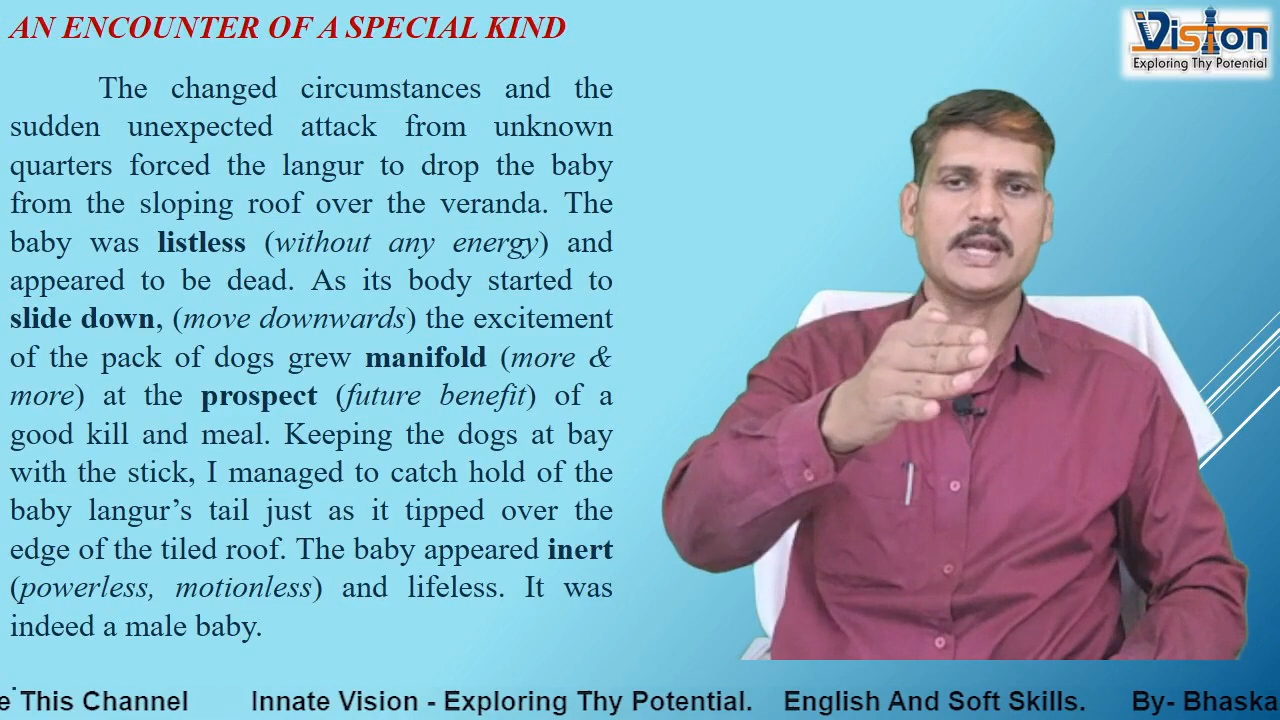 AN ENCOUNTER OF A SPECIAL KIND
The changed circumstances and the
sudden unexpected attack from unknown
quarters forced the langur to drop the baby
from the sloping roof over the veranda. The
baby was listless (without any energy) and
appeared to be dead. As its body started to
slide down, (move downwards) the excitement
of the pack of dogs grew manifold (more &
more) at the prospect (future benefit) of a
good kill and meal. Keeping the dogs at bay
with the stick, I managed to catch hold of the
baby langur’s tail just as it tipped over the
edge of the tiled roof. The baby appeared inert
(powerless, motionless) and lifeless. It was
indeed a male baby.
iVision
Exploring Thy Potential
e This Channel Innate Vision - Exploring Thy Potential. English And Soft Skills. By- Bhaska